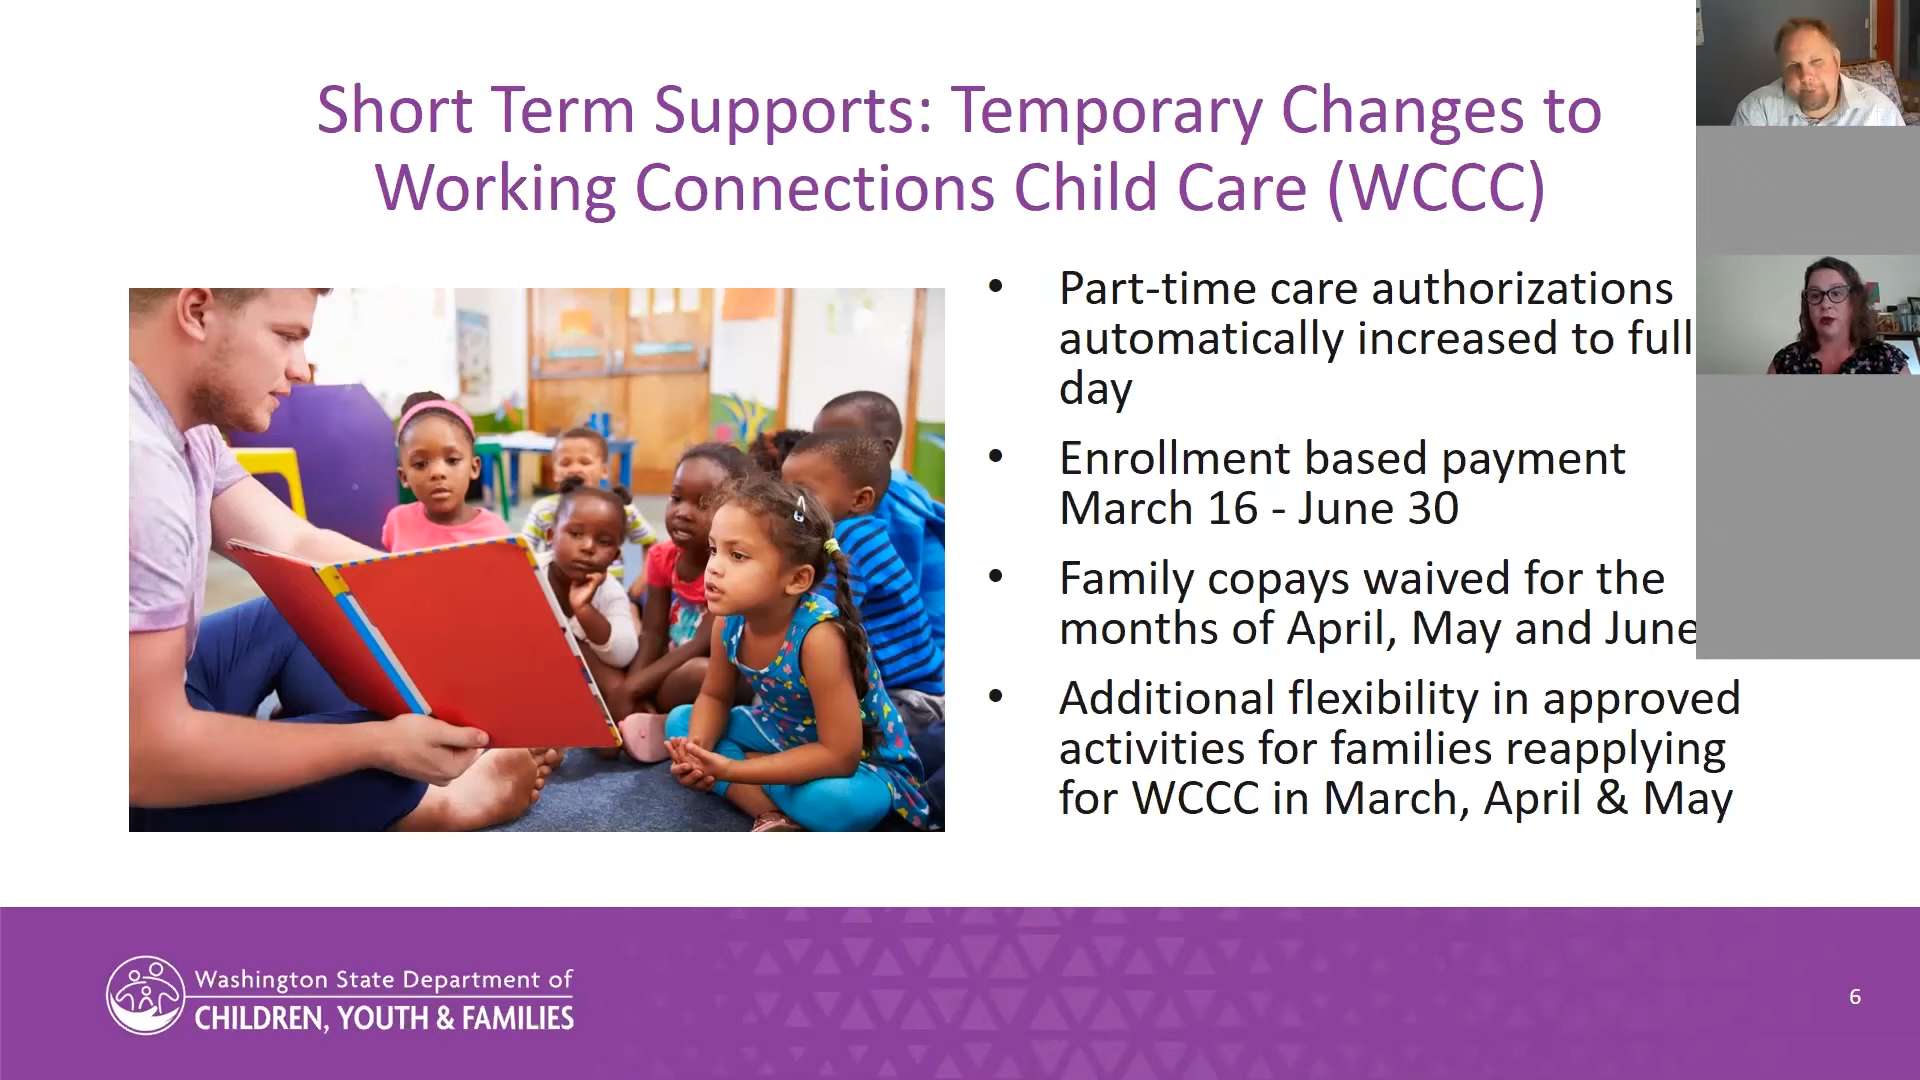 Short Term Supports: Temporary Changes to
Working Connections Child Care (WCCC)
• Part-time care authorizations
automatically increased to full
day
• Enrollment based payment
March 16 - June 30
• Family copays waived for the
months of April, May and June
• Additional flexibility in approved
activities for families reapplying
for WCCC in March, April & May
Washington State Department of
CHILDREN, YOUTH & FAMILIES
6